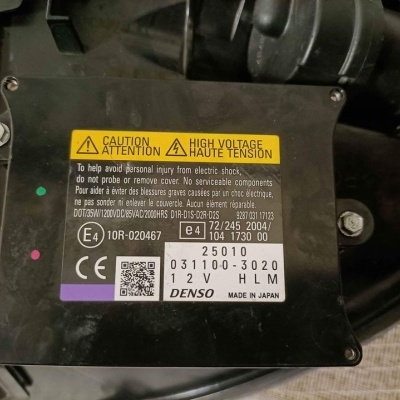 CAUTION
ATTENTION
HIGH VOLTAGE
HAUTE TENSION
To help avoid personal injury from electric shock,
do not probe or remove cover. No serviceable components
Pour aider à éviter des blessures graves causées par un choc électrique,
ne pas sonder ni enlever le couvercle. Aucun élément réparable.
DOT/35W/1200VDC/85VAC/2000HRS D1R-D1S-D2R-D2S 9287 031 17123
E4 10R-020467
e4 72/245 2004/
104 1730 00
CE
25010
031100-3020
12V HLM
DENSO MADE IN JAPAN